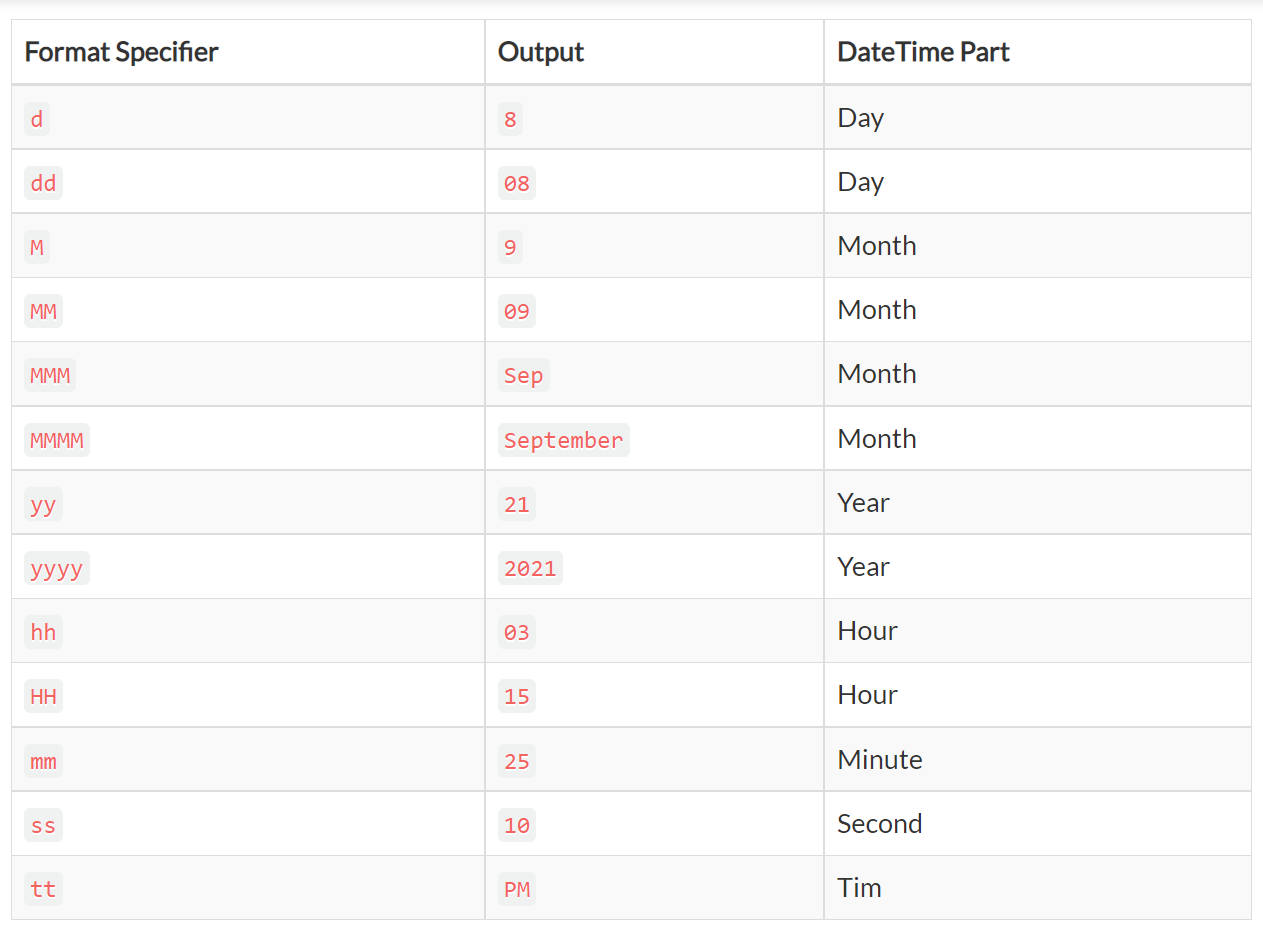 Format Specifier Output DateTime Part
d 8 Day
dd 08 Day
M 9 Month
MM 09 Month
MMM Sep Month
MMMM September Month
yy 21 Year
yyyy 2021 Year
hh 03 Hour
HH 15 Hour
mm 25 Minute
ss 10 Second
tt PM Tim